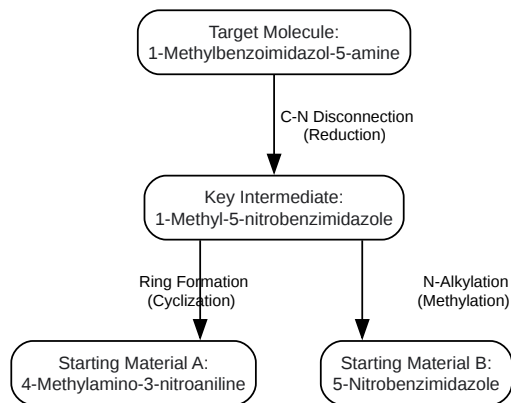 Target Molecule:
1-Methylbenzoimidazol-5-amine
C-N Disconnection
(Reduction)
Key Intermediate:
1-Methyl-5-nitrobenzimidazole
Ring Formation
(Cyclization)
N-Alkylation
(Methylation)
Starting Material A:
4-Methylamino-3-nitroaniline
Starting Material B:
5-Nitrobenzimidazole